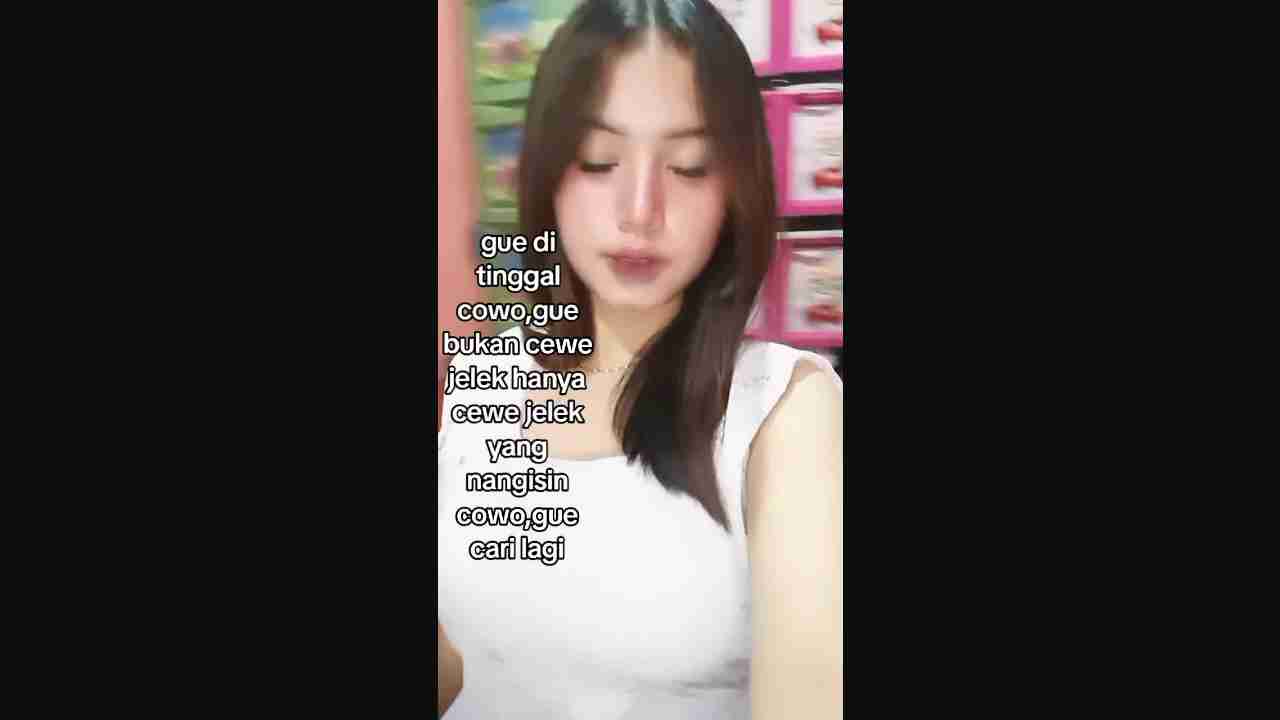 gue di
tinggal
cowo,gue
bukan cewe
jelek hanya
cewe jelek
yang
nangisin
cowo,gue
cari lagi